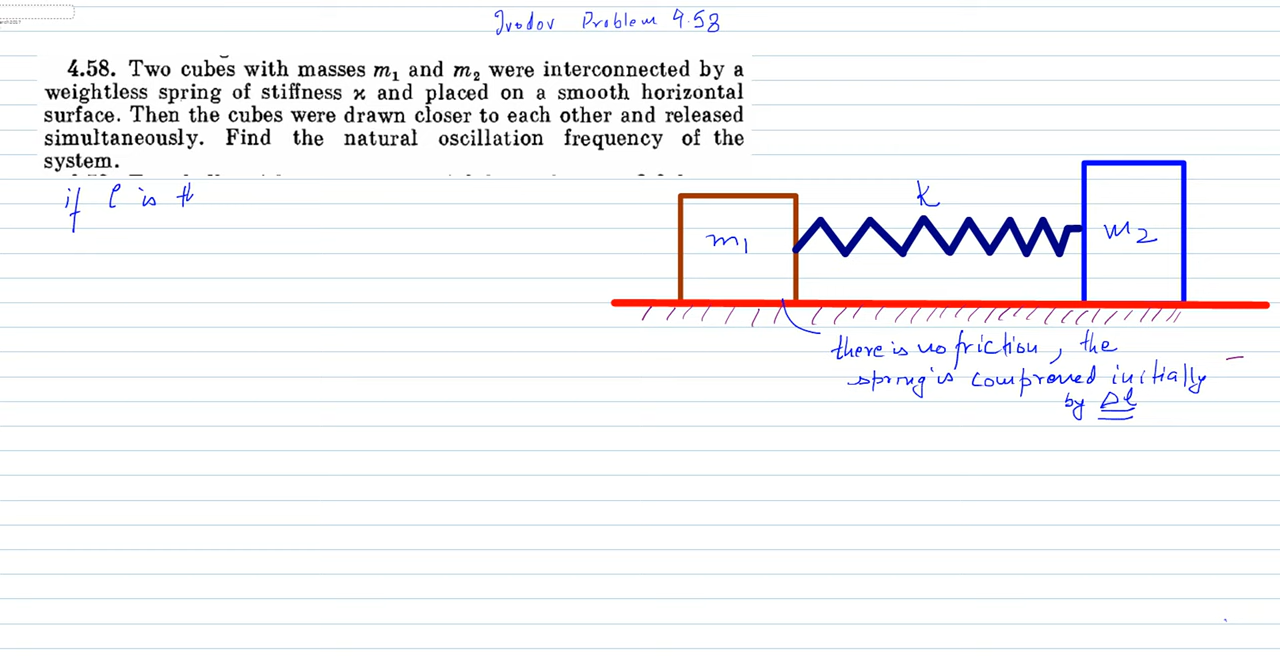 Irodov Problem 4.58
4.58. Two cubes with masses m₁ and m₂ were interconnected by a
weightless spring of stiffness ϰ and placed on a smooth horizontal
surface. Then the cubes were drawn closer to each other and released
simultaneously. Find the natural oscillation frequency of the
system.
if l is th
k
m₁
m₂
there is no friction, the
spring is compressed initially
by Δl